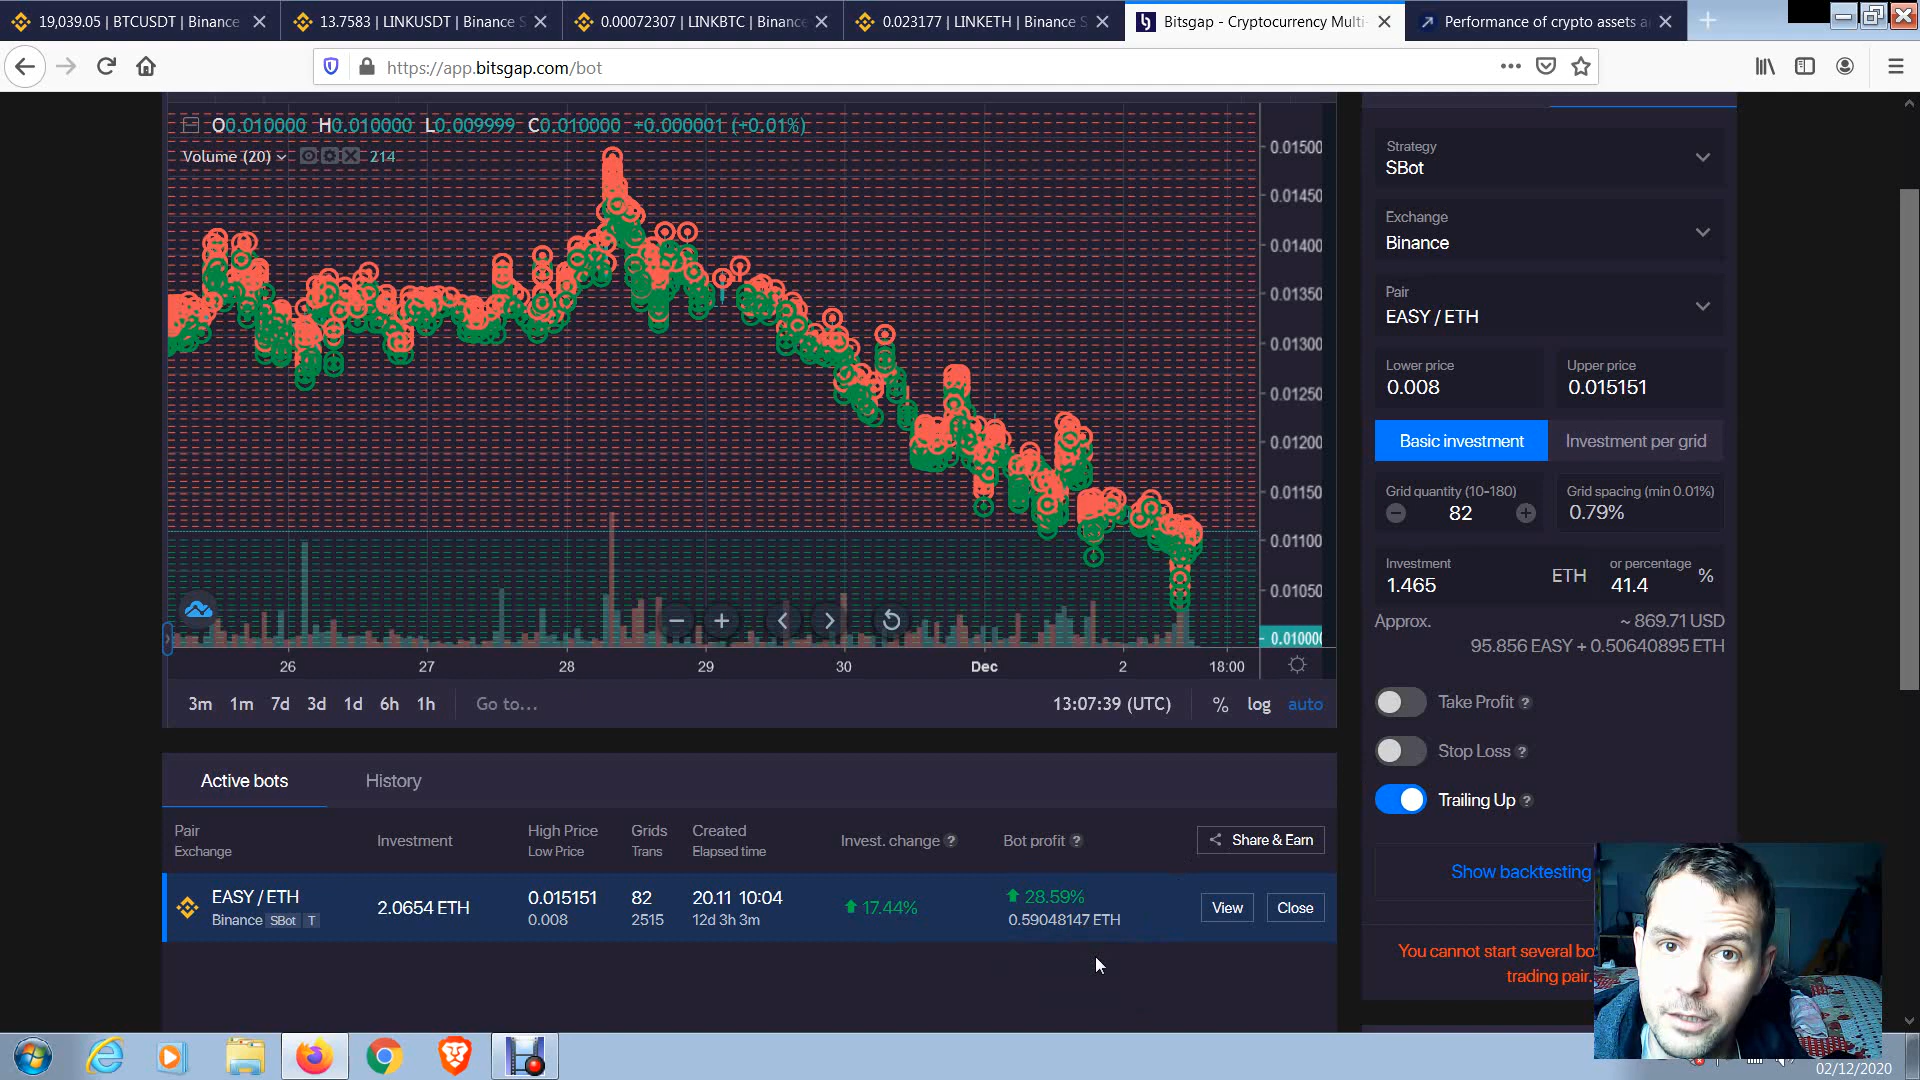 19,039.05 | BTCUSDT | Binance
13.7583 | LINKUSDT | Binance S
0.00072307 | LINKBTC | Binance
0.023177 | LINKETH | Binance S
Bitsgap - Cryptocurrency Multi-
Performance of crypto assets a
https://app.bitsgap.com/bot
O0.010000 H0.010000 L0.009999 C0.010000 +0.000001 (+0.01%)
Volume (20) 214
0.01500
0.01450
0.01400
0.01350
0.01300
0.01250
0.01200
0.01150
0.01100
0.01050
0.01000
26 27 28 29 30 Dec 2 18:00
3m 1m 7d 3d 1d 6h 1h Go to... 13:07:39 (UTC) % log auto
Strategy
SBot
Exchange
Binance
Pair
EASY / ETH
Lower price Upper price
0.008 0.015151
Basic investment Investment per grid
Grid quantity (10-180) Grid spacing (min 0.01%)
82 0.79%
Investment or percentage
1.465 ETH 41.4 %
Approx. ~ 869.71 USD
95.856 EASY + 0.50640895 ETH
Take Profit ?
Stop Loss ?
Trailing Up ?
Show backtesting
You cannot start several bo
trading pair.
Active bots History
Pair Investment High Price Grids Created Invest. change ? Bot profit ? Share & Earn
Exchange Low Price Trans Elapsed time
EASY / ETH 2.0654 ETH 0.015151 82 20.11 10:04 17.44% 28.59% View Close
Binance SBot T 0.008 2515 12d 3h 3m 0.59048147 ETH
02/12/2020